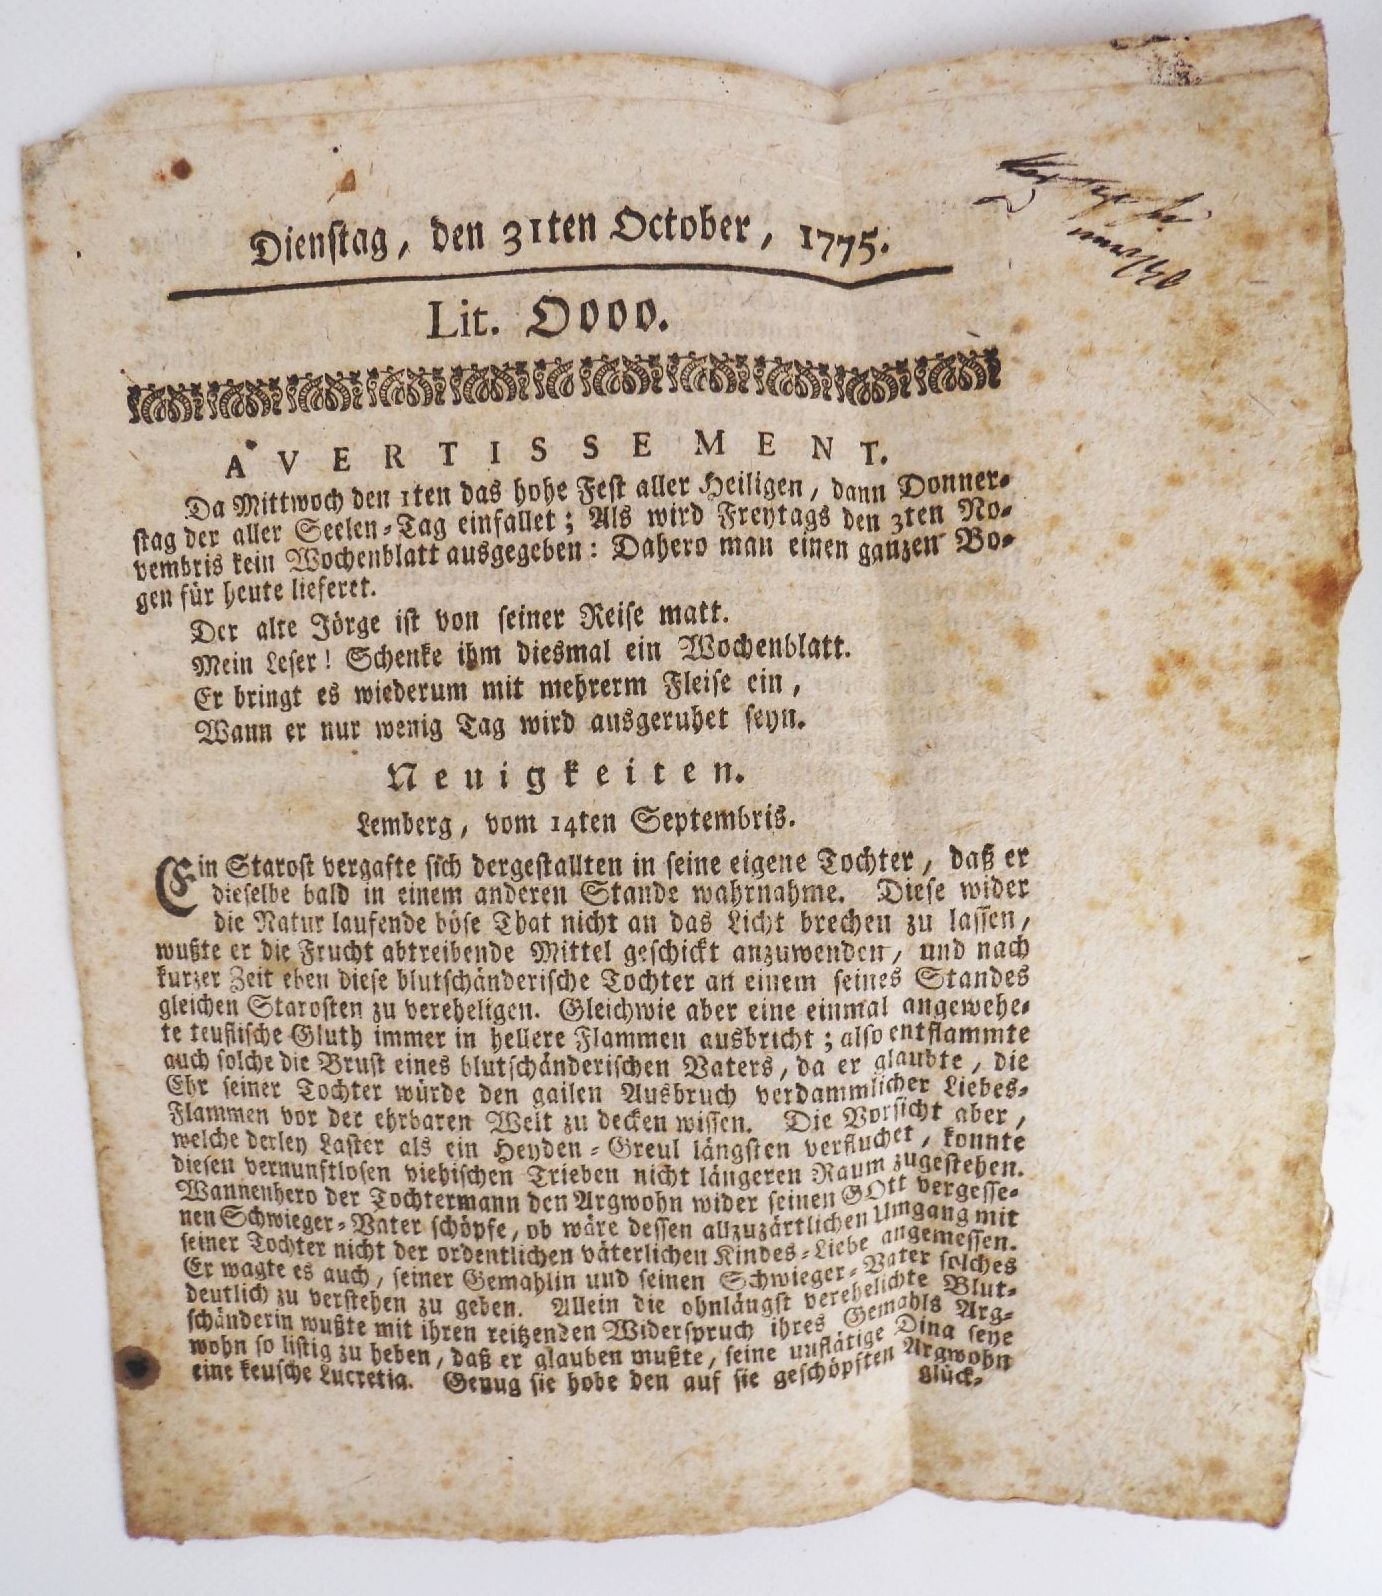 Dienstag, den 31ten October, 1775.
Lit. Oooo.
AVERTISSEMENT.
Da Mittwoch den 1ten das hohe Fest aller Heiligen, dann Donner-
stag der aller Seelen-Tag einfallet; Als wird Freytags den 3ten No-
vembris kein Wochenblatt ausgegeben: Dahero man einen ganzen Bo-
gen für heute lieferet.
Der alte Jörge ist von seiner Reise matt.
Mein Leser! Schenke ihm diesmal ein Wochenblatt.
Er bringt es wiederum mit mehrerm Fleise ein,
Wann er nur wenig Tag wird ausgeruhet seyn.
Neuigkeiten.
Lemberg, vom 14ten Septembris.
Ein Starost vergafte sich dergestallten in seine eigene Tochter, daß er
dieselbe bald in einem anderen Stande wahrnahme. Diese wider
die Natur laufende böse That nicht an das Licht brechen zu lassen,
wußte er die Frucht abtreibende Mittel geschickt anzuwenden, und nach
kurzer Zeit eben diese blutschänderische Tochter an einem seines Standes
gleichen Starosten zu vereheligen. Gleichwie aber eine einmal angewehe-
te teuflische Gluth immer in hellere Flammen ausbricht; also entflammte
auch solche die Brust eines blutschänderischen Vaters, da er glaubte, die
Ehr seiner Tochter würde den gailen Ausbruch verdammlicher Liebes-
Flammen vor der ehrbaren Welt zu decken wissen. Die Vorsicht aber,
welche derley Laster als ein Heyden-Greul längsten verfluchet, konnte
diesen vernunftlosen viehischen Trieben nicht längeren Raum zugestehen.
Wannenhero der Tochtermann den Argwohn wider seinen GOtt vergesse-
nen Schwieger-Vater schöpfe, ob wäre dessen allzuzärtlichen Umgang mit
seiner Tochter nicht der ordentlichen väterlichen Kindes-Liebe angemessen.
Er wagte es auch, seiner Gemahlin und seinen Schwieger-Vater solches
deutlich zu verstehen zu geben. Allein die ohnlängst verehelichte Blut-
schänderin wußte mit ihren reitzenden Widerspruch ihres Gemahls Arg-
wohn so listig zu heben, daß er glauben mußte, seine unflätige Dina seye
eine keusche Lucretia. Genug sie hobe den auf sie geschöpften Argwohn
glück-